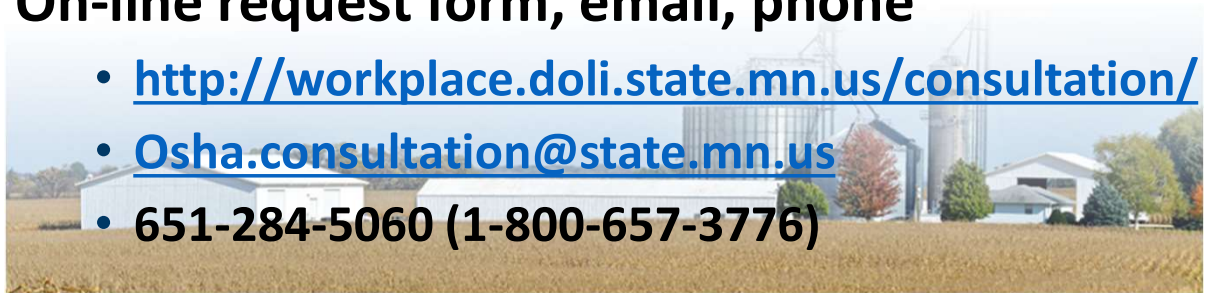 On-line request form, email, phone
• http://workplace.doli.state.mn.us/consultation/
• Osha.consultation@state.mn.us
• 651-284-5060 (1-800-657-3776)